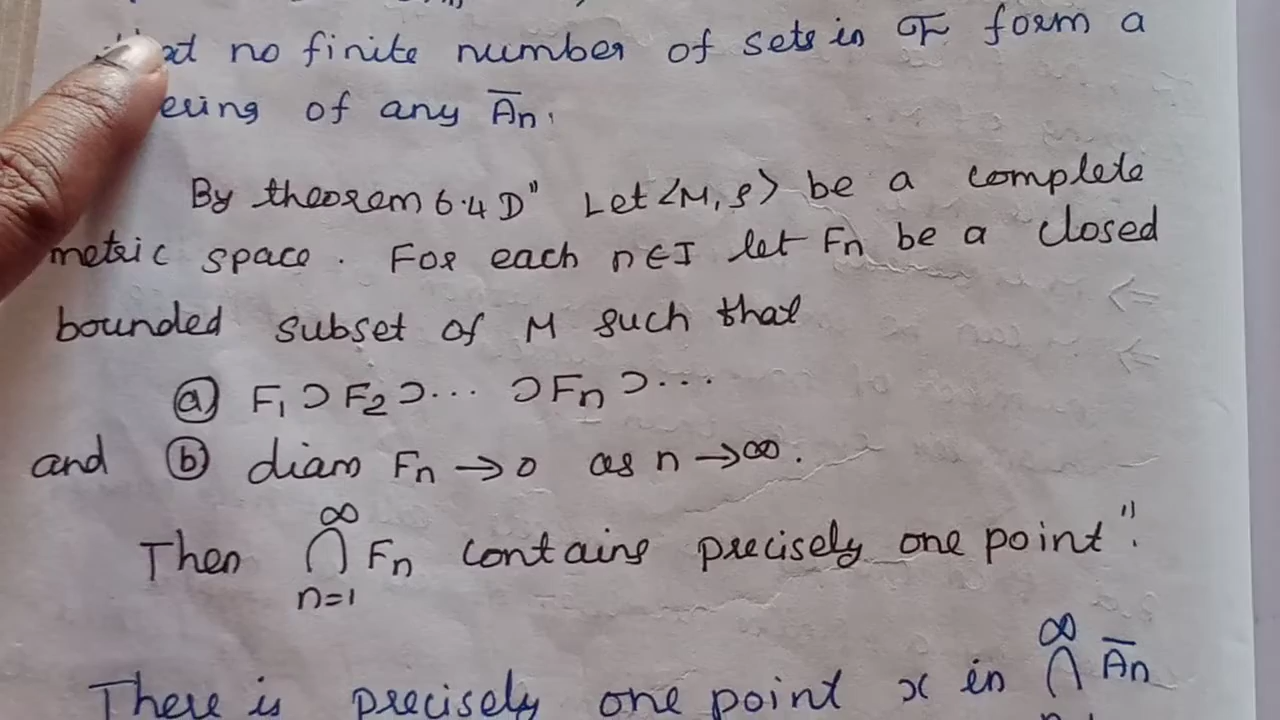 no finite number of sets in ℱ form a
ering of any A̅n.
By theorem 6.4 D" Let <M, ρ> be a complete
metric space. For each n∈I let Fn be a closed
bounded subset of M such that
(a) F₁ ⊃ F₂ ⊃ ... ⊃ Fn ⊃ ...
and (b) diam Fn → 0 as n → ∞.
Then ∞∩n=1 Fn contains precisely one point".
There is precisely one point x in ∞∩ A̅n